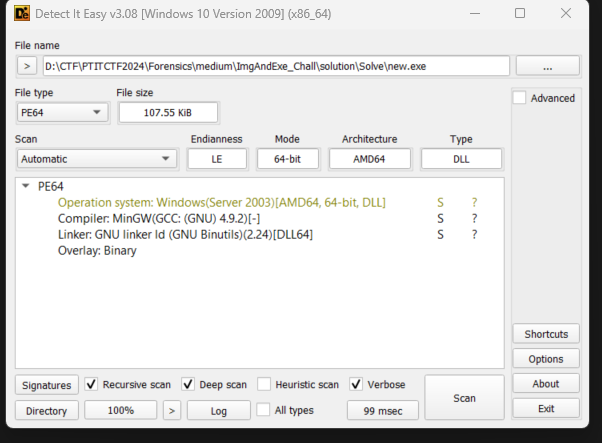 Detect It Easy v3.08 [Windows 10 Version 2009] (x86_64)
File name
> D:\CTF\PTITCTF2024\Forensics\medium\ImgAndExe_Chall\solution\Solve\new.exe ...
File type File size
PE64 107.55 KiB
Advanced
Scan Endianness Mode Architecture Type
Automatic LE 64-bit AMD64 DLL
PE64
Operation system: Windows(Server 2003)[AMD64, 64-bit, DLL] S ?
Compiler: MinGW(GCC: (GNU) 4.9.2)[-] S ?
Linker: GNU linker ld (GNU Binutils)(2.24)[DLL64] S ?
Overlay: Binary
Shortcuts
Options
Signatures Recursive scan Deep scan Heuristic scan Verbose Scan About
Directory 100% > Log All types 99 msec Exit